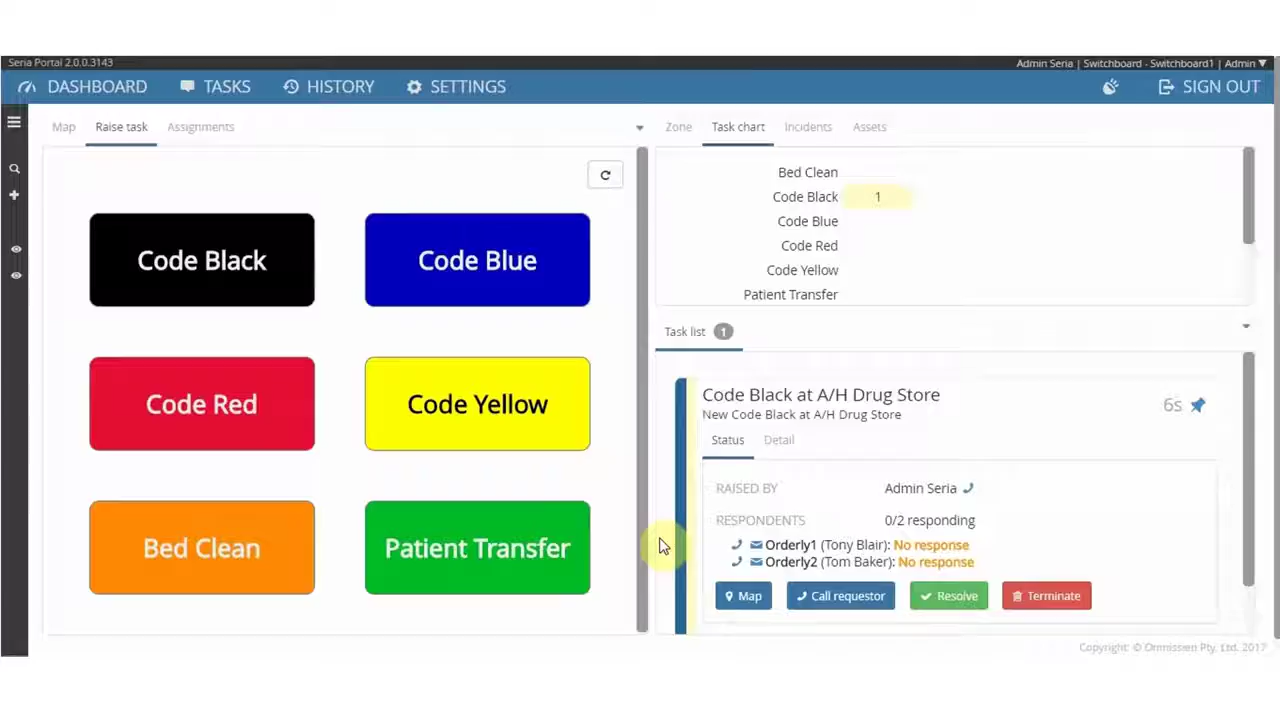 Seria Portal 2.0.0.3143
Admin Seria | Switchboard - Switchboard1 | Admin ▼
DASHBOARD TASKS HISTORY SETTINGS SIGN OUT
Map Raise task Assignments
Zone Task chart Incidents Assets
Code Black Code Blue
Code Red Code Yellow
Bed Clean Patient Transfer
Bed Clean
Code Black 1
Code Blue
Code Red
Code Yellow
Patient Transfer
Task list 1
Code Black at A/H Drug Store
6s
New Code Black at A/H Drug Store
Status Detail
RAISED BY Admin Seria
RESPONDENTS 0/2 responding
Orderly1 (Tony Blair): No response
Orderly2 (Tom Baker): No response
Map Call requestor Resolve Terminate
Copyright: © Omnissien Pty. Ltd. 2017